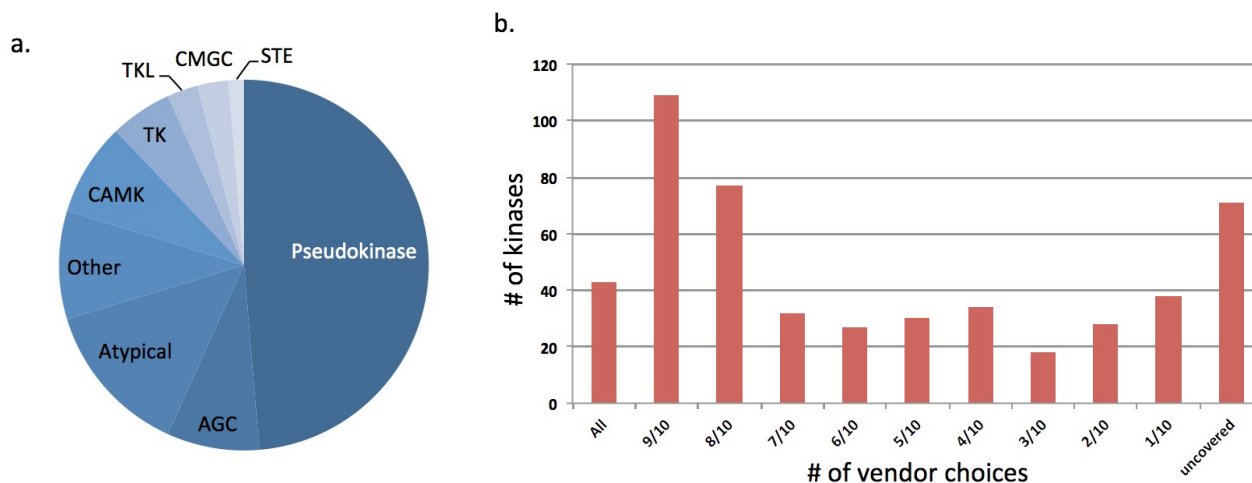 a.
TKL
CMGC
STE
TK
CAMK
Other
Atypical
AGC
Pseudokinase
b.
# of kinases
120
100
80
60
40
20
0
All
9/10
8/10
7/10
6/10
5/10
4/10
3/10
2/10
1/10
uncovered
# of vendor choices